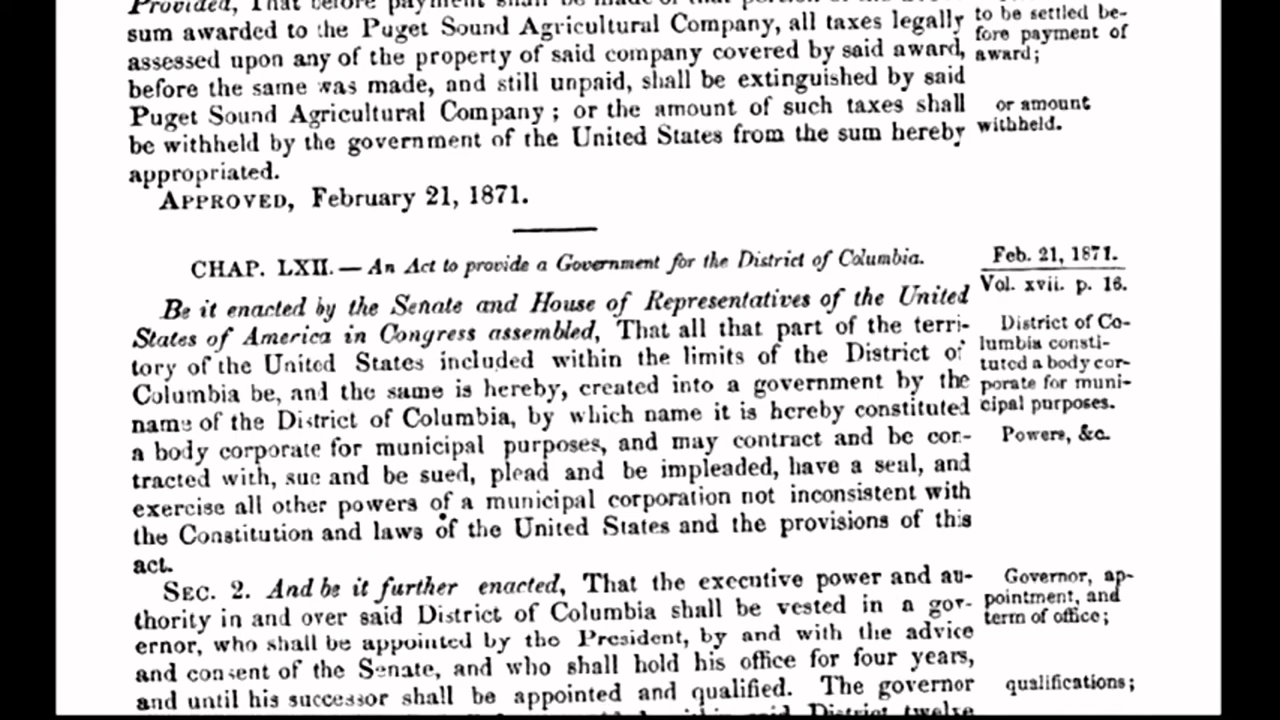 Provided, That before payment shall be made of that portion of the
sum awarded to the Puget Sound Agricultural Company, all taxes legally
assessed upon any of the property of said company covered by said award,
before the same was made, and still unpaid, shall be extinguished by said
Puget Sound Agricultural Company; or the amount of such taxes shall
be withheld by the government of the United States from the sum hereby
appropriated.
APPROVED, February 21, 1871.
to be settled be-
fore payment of
award;
or amount
withheld.
CHAP. LXII. — An Act to provide a Government for the District of Columbia.
Be it enacted by the Senate and House of Representatives of the United
States of America in Congress assembled, That all that part of the terri-
tory of the United States included within the limits of the District of
Columbia be, and the same is hereby, created into a government by the
name of the District of Columbia, by which name it is hereby constituted
a body corporate for municipal purposes, and may contract and be con-
tracted with, sue and be sued, plead and be impleaded, have a seal, and
exercise all other powers of a municipal corporation not inconsistent with
the Constitution and laws of the United States and the provisions of this
act.
Feb. 21, 1871.
Vol. xvii. p. 16.
District of Co-
lumbia consti-
tuted a body cor-
porate for muni-
cipal purposes.
Powers, &c.
SEC. 2. And be it further enacted, That the executive power and au-
thority in and over said District of Columbia shall be vested in a gov-
ernor, who shall be appointed by the President, by and with the advice
and consent of the Senate, and who shall hold his office for four years,
and until his successor shall be appointed and qualified. The governor
said District twelve
Governor, ap-
pointment, and
term of office;
qualifications;